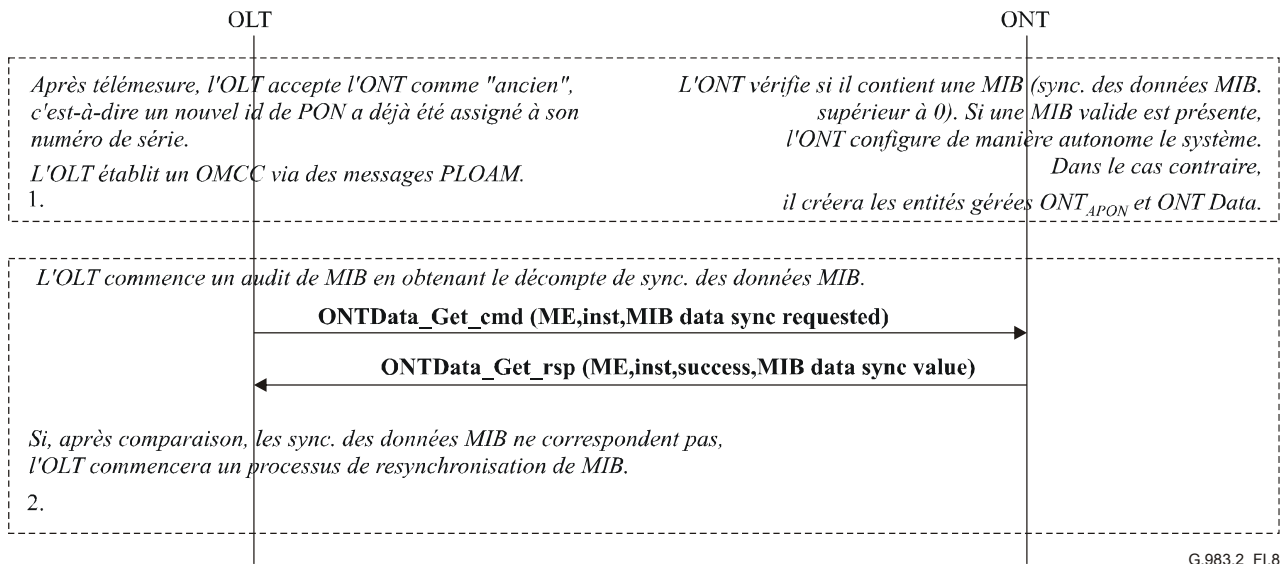 OLT
ONT
Après télémesure, l'OLT accepte l'ONT comme "ancien",
c'est-à-dire un nouvel id de PON a déjà été assigné à son
numéro de série.
L'OLT établit un OMCC via des messages PLOAM.
1.
L'ONT vérifie si il contient une MIB (sync. des données MIB.
supérieur à 0). Si une MIB valide est présente,
l'ONT configure de manière autonome le système.
Dans le cas contraire,
il créera les entités gérées ONT_APON et ONT Data.
L'OLT commence un audit de MIB en obtenant le décompte de sync. des données MIB.
ONTData_Get_cmd (ME,inst,MIB data sync requested)
ONTData_Get_rsp (ME,inst,success,MIB data sync value)
Si, après comparaison, les sync. des données MIB ne correspondent pas,
l'OLT commencera un processus de resynchronisation de MIB.
2.
G.983.2_FI.8